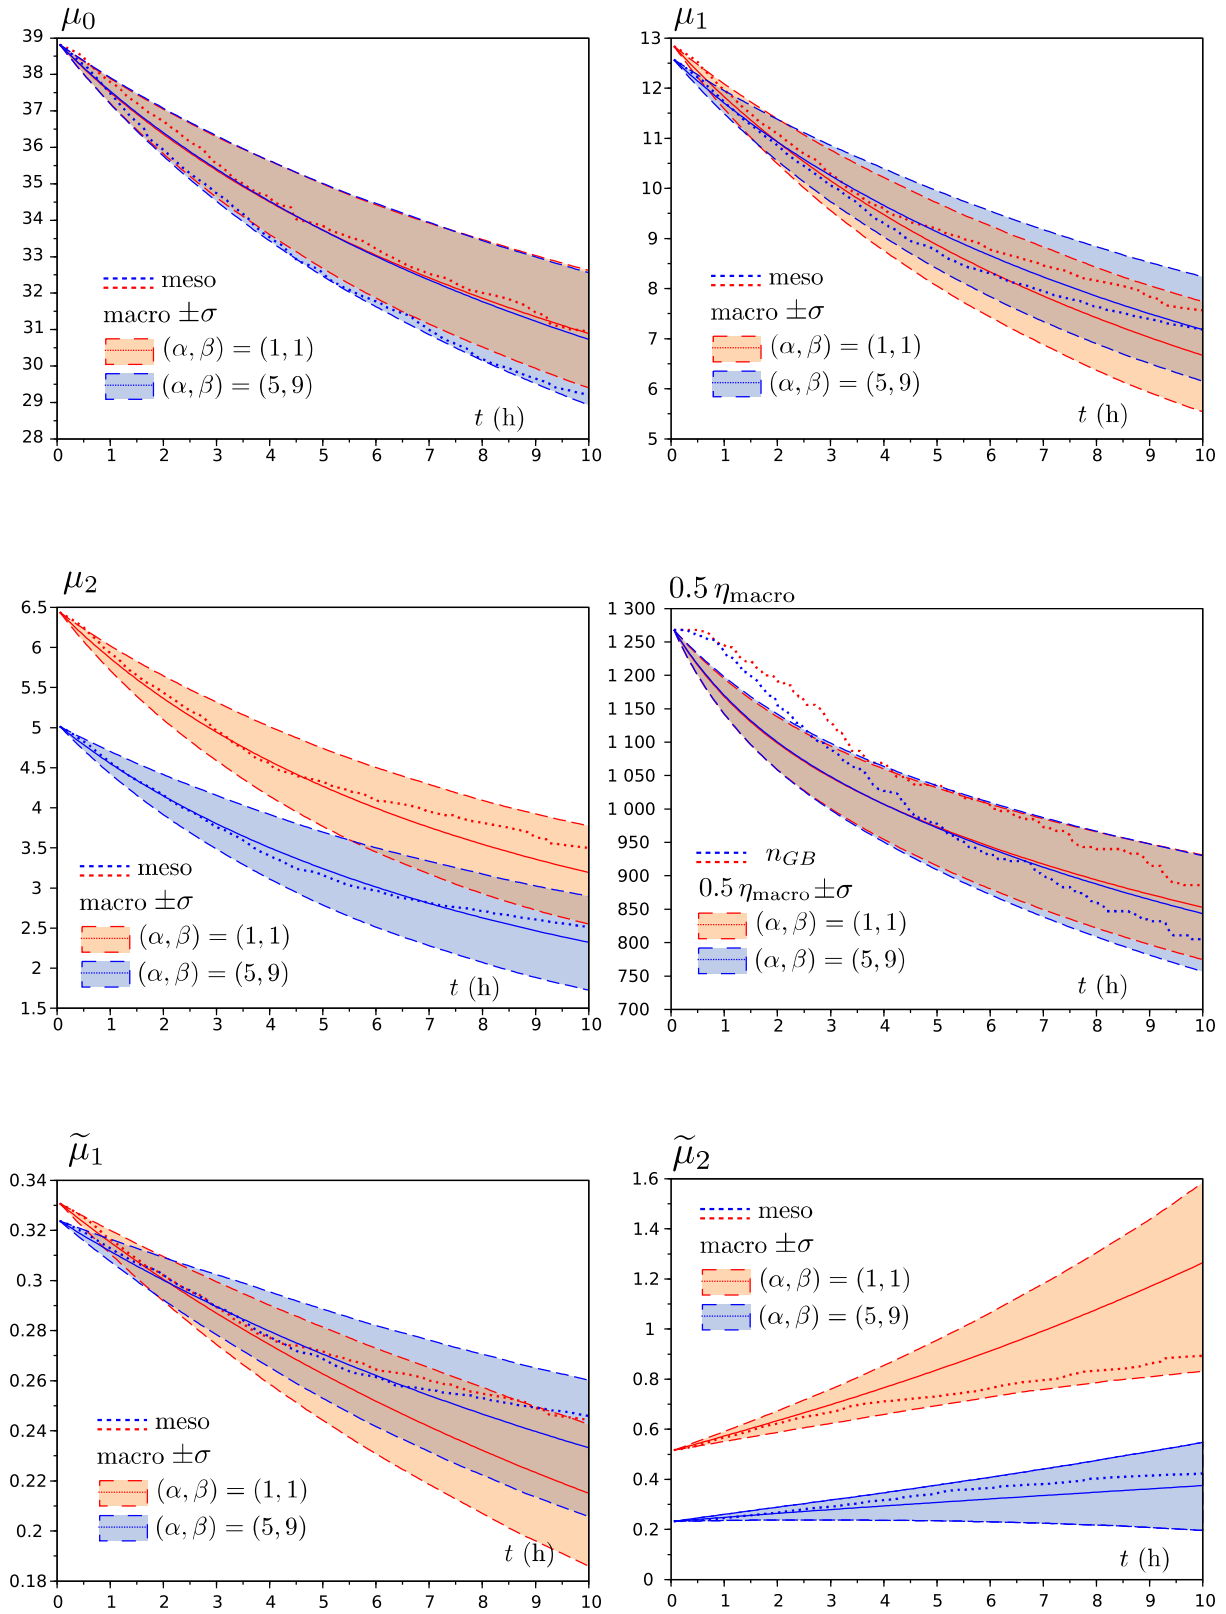 μ0
39
38
37
36
35
34
33
32
31
30
29
28
0 1 2 3 4 5 6 7 8 9 10
meso
macro ±σ
(α, β) = (1, 1)
(α, β) = (5, 9)
t (h)
μ1
13
12
11
10
9
8
7
6
5
0 1 2 3 4 5 6 7 8 9 10
meso
macro ±σ
(α, β) = (1, 1)
(α, β) = (5, 9)
t (h)
μ2
6.5
6
5.5
5
4.5
4
3.5
3
2.5
2
1.5
0 1 2 3 4 5 6 7 8 9 10
meso
macro ±σ
(α, β) = (1, 1)
(α, β) = (5, 9)
t (h)
0.5 ηmacro
1 300
1 250
1 200
1 150
1 100
1 050
1 000
950
900
850
800
750
700
0 1 2 3 4 5 6 7 8 9 10
nGB
0.5 ηmacro ±σ
(α, β) = (1, 1)
(α, β) = (5, 9)
t (h)
μ̃1
0.34
0.32
0.3
0.28
0.26
0.24
0.22
0.2
0.18
0 1 2 3 4 5 6 7 8 9 10
meso
macro ±σ
(α, β) = (1, 1)
(α, β) = (5, 9)
t (h)
μ̃2
1.6
1.4
1.2
1
0.8
0.6
0.4
0.2
0
0 1 2 3 4 5 6 7 8 9 10
meso
macro ±σ
(α, β) = (1, 1)
(α, β) = (5, 9)
t (h)